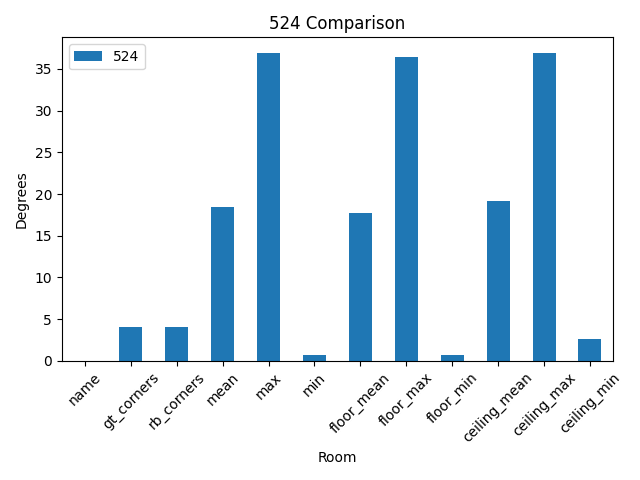 524 Comparison
524
Degrees
35
30
25
20
15
10
5
0
name
gt_corners
rb_corners
mean
max
min
floor_mean
floor_max
floor_min
ceiling_mean
ceiling_max
ceiling_min
Room